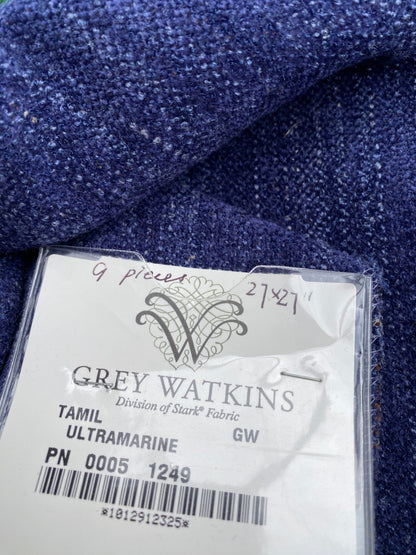 9 pieces 27x27"
W
GREY WATKINS
Division of Stark® Fabric
TAMIL GW
ULTRAMARINE
PN 0005 1249
*1012912325*